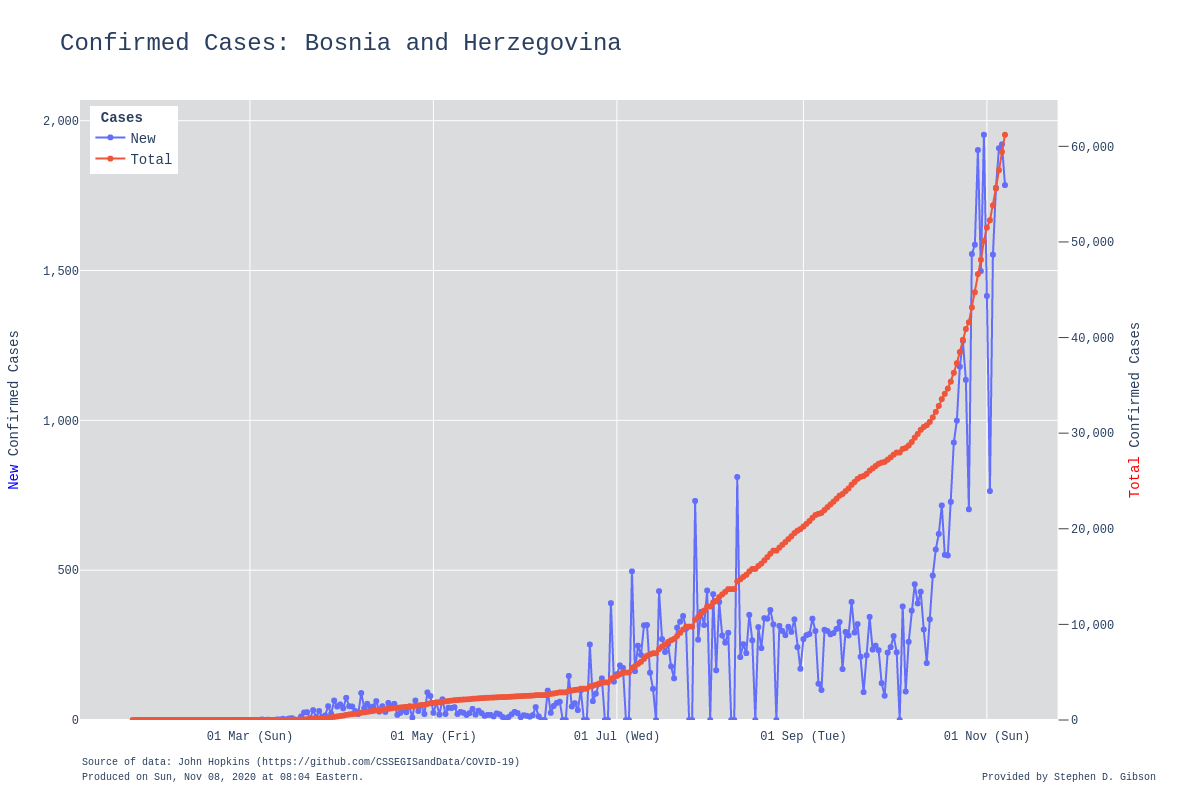 Confirmed Cases: Bosnia and Herzegovina
Cases
New
Total
2,000
1,500
1,000
500
0
60,000
50,000
40,000
30,000
20,000
10,000
0
New Confirmed Cases
Total Confirmed Cases
01 Mar (Sun)
01 May (Fri)
01 Jul (Wed)
01 Sep (Tue)
01 Nov (Sun)
Source of data: John Hopkins (https://github.com/CSSEGISandData/COVID-19)
Produced on Sun, Nov 08, 2020 at 08:04 Eastern.
Provided by Stephen D. Gibson